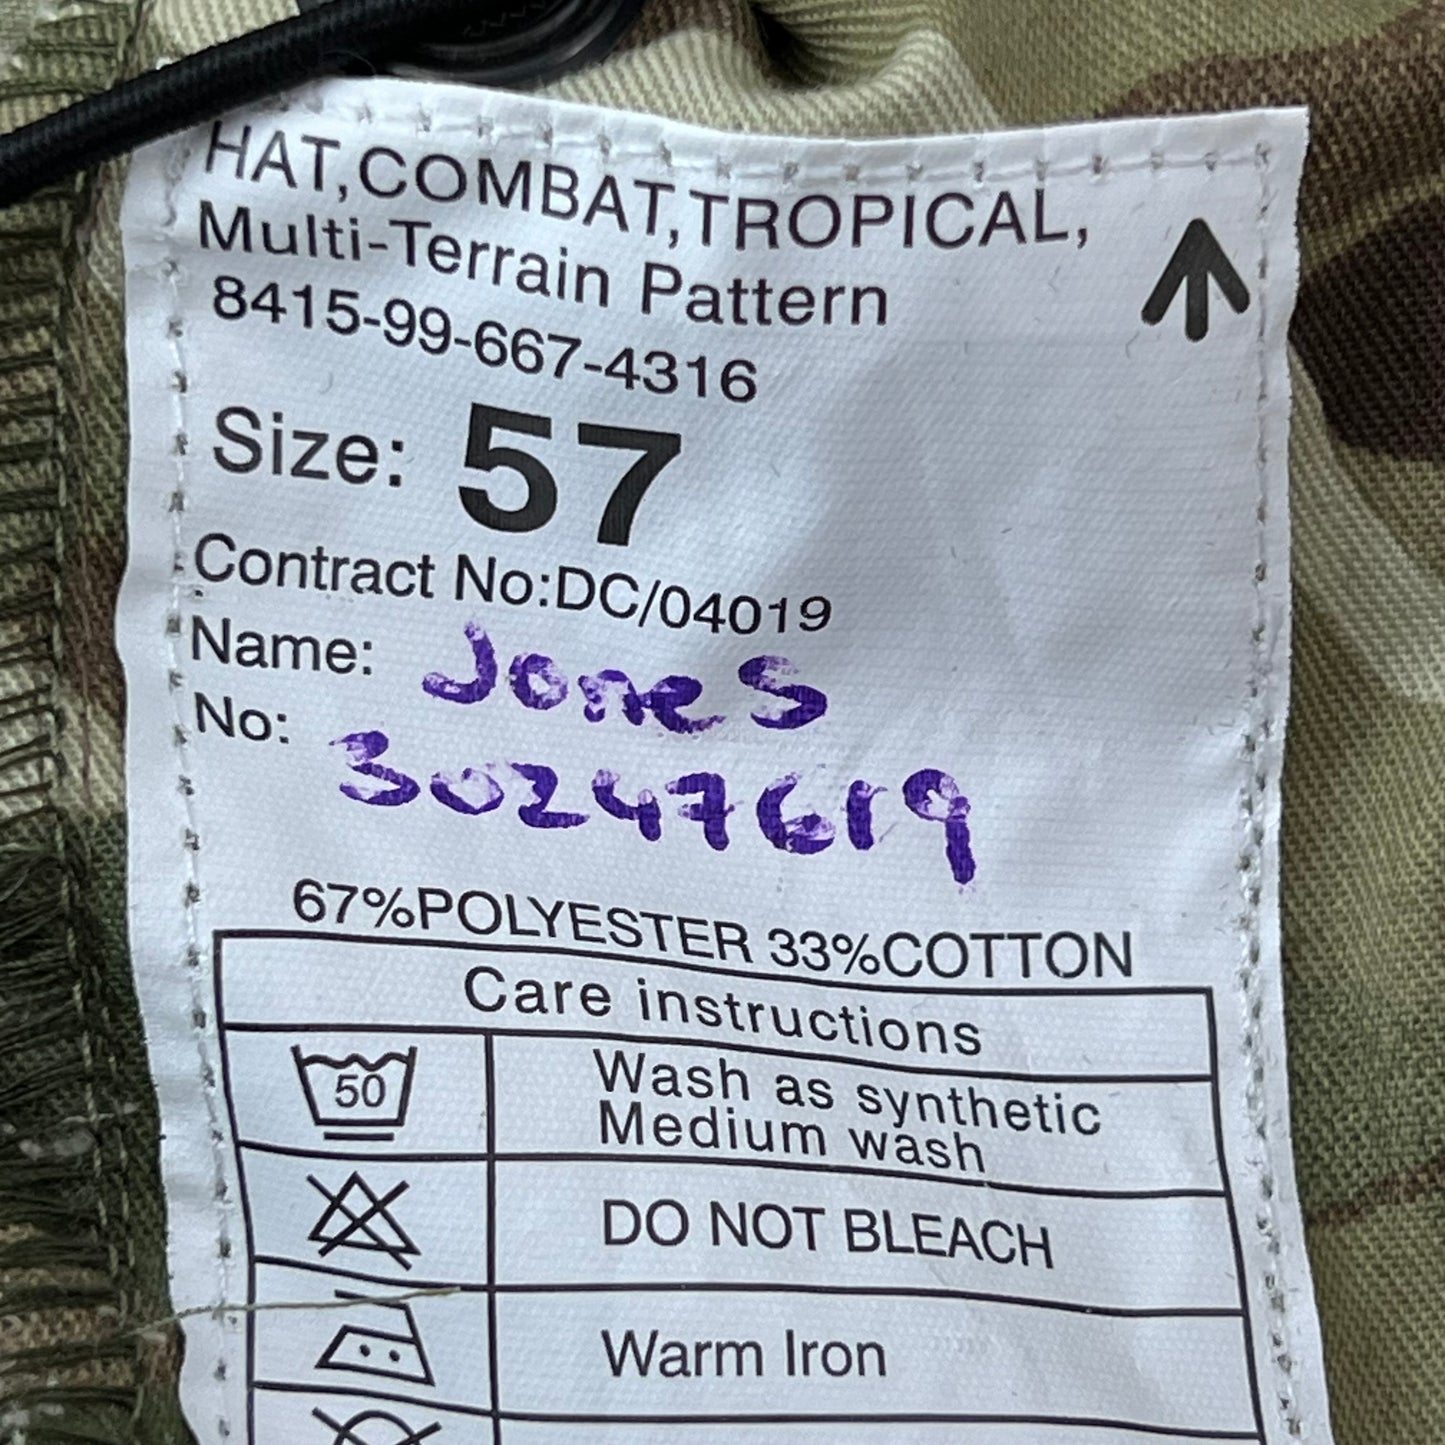 HAT,COMBAT,TROPICAL,
Multi-Terrain Pattern
8415-99-667-4316
Size: 57
Contract No:DC/04019
Name: Jones
No: 30247619
67%POLYESTER 33%COTTON
Care instructions
50
Wash as synthetic
Medium wash
DO NOT BLEACH
Warm Iron